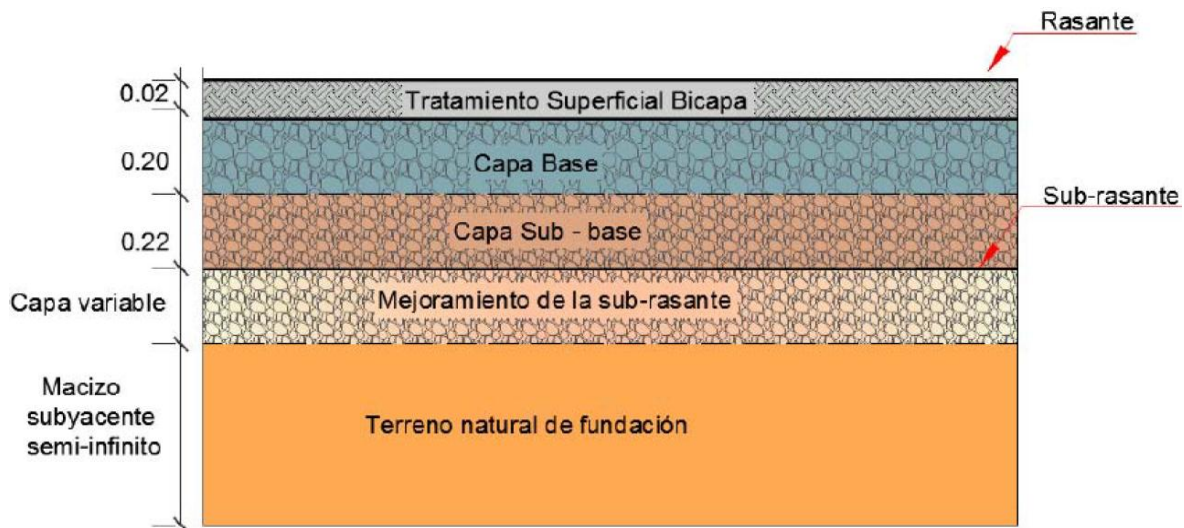 Rasante
0.02
Tratamiento Superficial Bicapa
0.20
Capa Base
Sub-rasante
0.22
Capa Sub - base
Capa variable
Mejoramiento de la sub-rasante
Macizo
subyacente
semi-infinito
Terreno natural de fundación